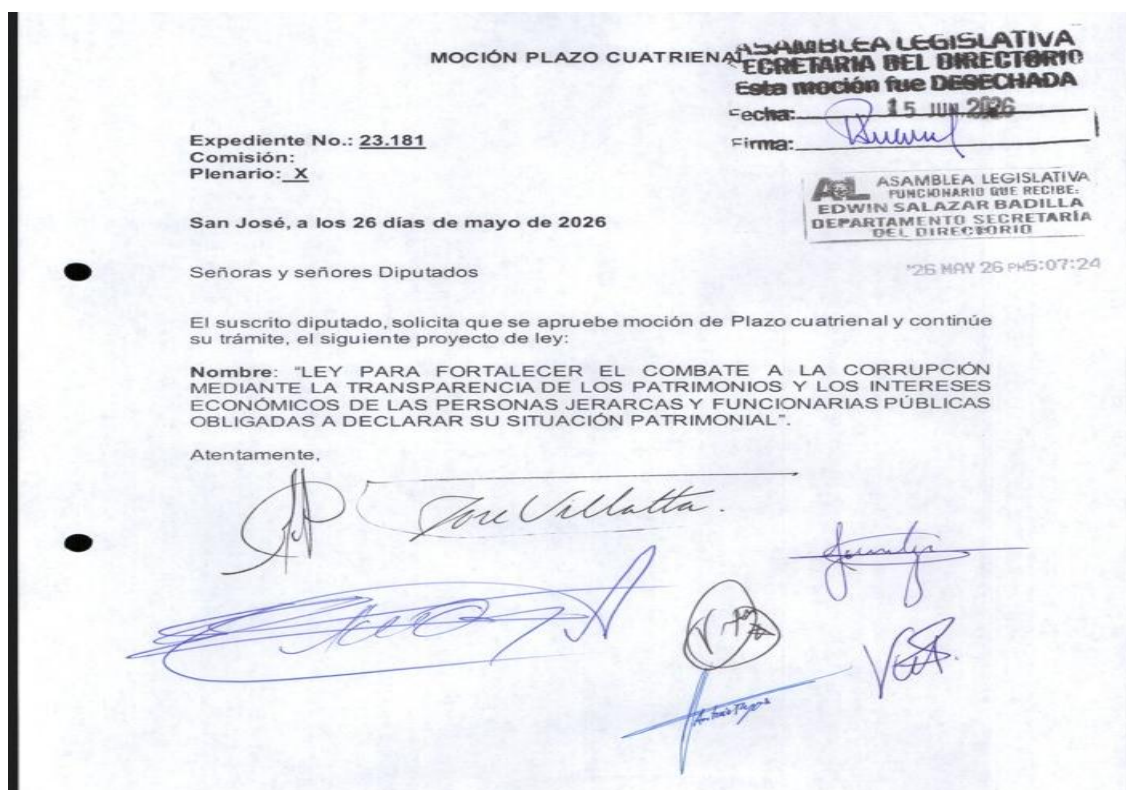 MOCIÓN PLAZO CUATRIENAL
ASAMBLEA LEGISLATIVA
ECRETARIA DEL DIRECTORIO
Esta moción fue DESECHADA
Fecha: 15 JUN 2026
Firma:
Expediente No.: 23.181
Comisión:
Plenario: X
ASAMBLEA LEGISLATIVA
FUNCIONARIO QUE RECIBE:
EDWIN SALAZAR BADILLA
DEPARTAMENTO SECRETARÍA
DEL DIRECTORIO
San José, a los 26 días de mayo de 2026
'26 MAY 26 PM5:07:24
Señoras y señores Diputados
El suscrito diputado, solicita que se apruebe moción de Plazo cuatrienal y continúe
su trámite, el siguiente proyecto de ley:
Nombre: “LEY PARA FORTALECER EL COMBATE A LA CORRUPCIÓN
MEDIANTE LA TRANSPARENCIA DE LOS PATRIMONIOS Y LOS INTERESES
ECONÓMICOS DE LAS PERSONAS JERARCAS Y FUNCIONARIAS PÚBLICAS
OBLIGADAS A DECLARAR SU SITUACIÓN PATRIMONIAL”.
Atentamente,
José Villalta.